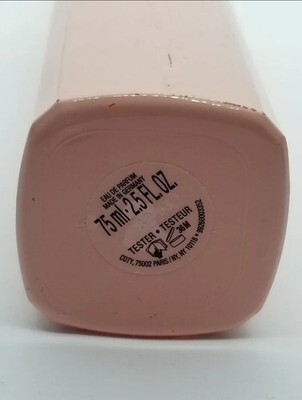 EAU DE PARFUM
MADE IN GERMANY
75 ml · 2.5 FL. OZ.
TESTER • TESTEUR
36 M
COTY, 75002 PARIS / NY, NY 10118 •